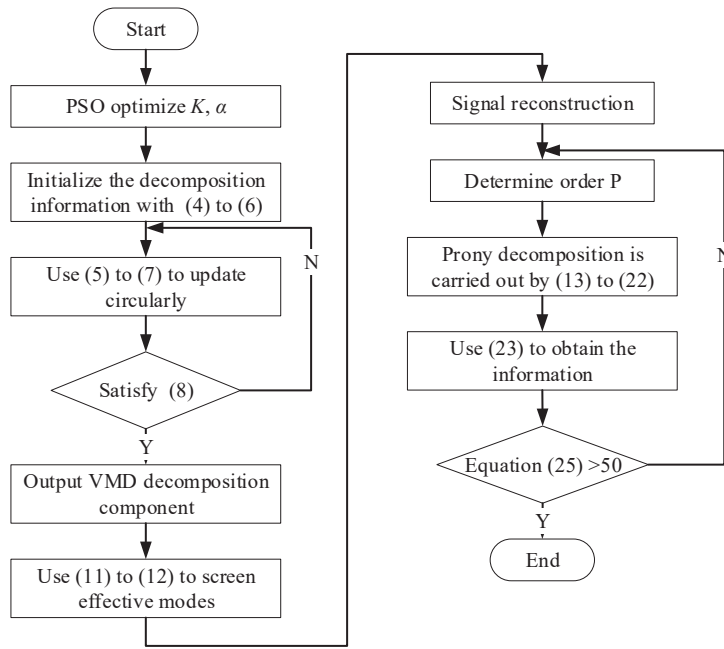 Start
PSO optimize K, α
Initialize the decomposition
information with (4) to (6)
N
Use (5) to (7) to update
circularly
Satisfy (8)
Y
Output VMD decomposition
component
Use (11) to (12) to screen
effective modes
Signal reconstruction
Determine order P
N
Prony decomposition is
carried out by (13) to (22)
Use (23) to obtain the
information
Equation (25) >50
Y
End